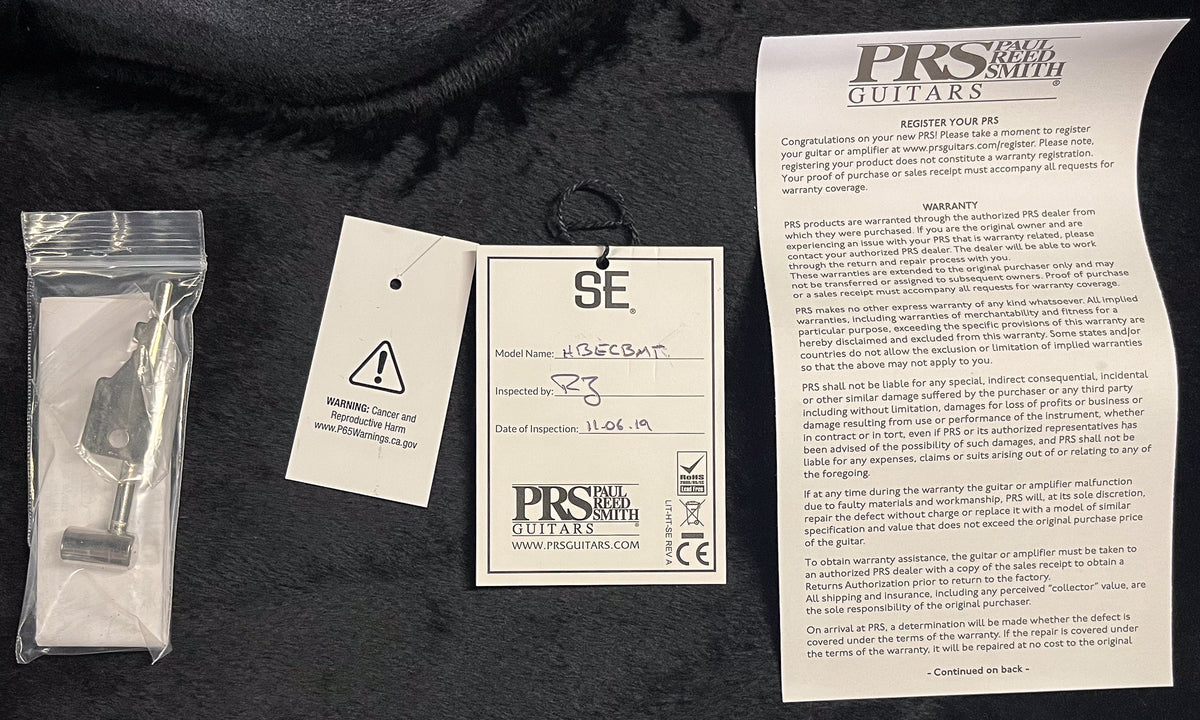 WARNING: Cancer and
Reproductive Harm
www.P65Warnings.ca.gov
SE®
Model Name: HBECBMT
Inspected by: RZ
Date of Inspection: 11-06.19
RoHS
Lead Free
LIT-HT-SE REV A
CE
PRS PAUL
REED
SMITH
GUITARS
WWW.PRSGUITARS.COM
PRS PAUL
REED
SMITH®
GUITARS
REGISTER YOUR PRS
Congratulations on your new PRS! Please take a moment to register
your guitar or amplifier at www.prsguitars.com/register. Please note,
registering your product does not constitute a warranty registration.
Your proof of purchase or sales receipt must accompany all requests for
warranty coverage.
WARRANTY
PRS products are warranted through the authorized PRS dealer from
which they were purchased. If you are the original owner and are
experiencing an issue with your PRS that is warranty related, please
contact your authorized PRS dealer. The dealer will be able to work
through the return and repair process with you.
These warranties are extended to the original purchaser only and may
not be transferred or assigned to subsequent owners. Proof of purchase
or a sales receipt must accompany all requests for warranty coverage.
PRS makes no other express warranty of any kind whatsoever. All implied
warranties, including warranties of merchantability and fitness for a
particular purpose, exceeding the specific provisions of this warranty are
hereby disclaimed and excluded from this warranty. Some states and/or
countries do not allow the exclusion or limitation of implied warranties
so that the above may not apply to you.
PRS shall not be liable for any special, indirect consequential, incidental
or other similar damage suffered by the purchaser or any third party
including without limitation, damages for loss of profits or business or
damage resulting from use or performance of the instrument, whether
in contract or in tort, even if PRS or its authorized representatives has
been advised of the possibility of such damages, and PRS shall not be
liable for any expenses, claims or suits arising out of or relating to any of
the foregoing.
If at any time during the warranty the guitar or amplifier malfunction
due to faulty materials and workmanship, PRS will, at its sole discretion,
repair the defect without charge or replace it with a model of similar
specification and value that does not exceed the original purchase price
of the guitar.
To obtain warranty assistance, the guitar or amplifier must be taken to
an authorized PRS dealer with a copy of the sales receipt to obtain a
Returns Authorization prior to return to the factory.
All shipping and insurance, including any perceived "collector" value, are
the sole responsibility of the original purchaser.
On arrival at PRS, a determination will be made whether the defect is
covered under the terms of the warranty. If the repair is covered under
the terms of the warranty, it will be repaired at no cost to the original
- Continued on back -